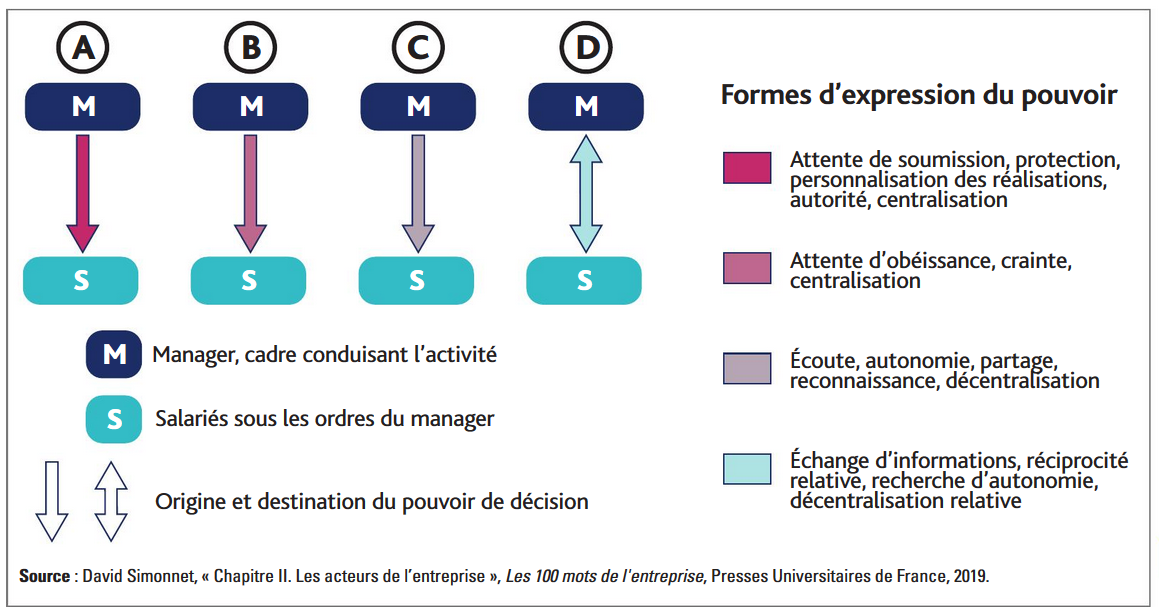 A B C D
M M M M
S S S S
M Manager, cadre conduisant l'activité
S Salariés sous les ordres du manager
Origine et destination du pouvoir de décision
Formes d'expression du pouvoir
Attente de soumission, protection,
personnalisation des réalisations,
autorité, centralisation
Attente d'obéissance, crainte,
centralisation
Écoute, autonomie, partage,
reconnaissance, décentralisation
Échange d'informations, réciprocité
relative, recherche d'autonomie,
décentralisation relative
Source : David Simonnet, « Chapitre II. Les acteurs de l'entreprise », Les 100 mots de l'entreprise, Presses Universitaires de France, 2019.